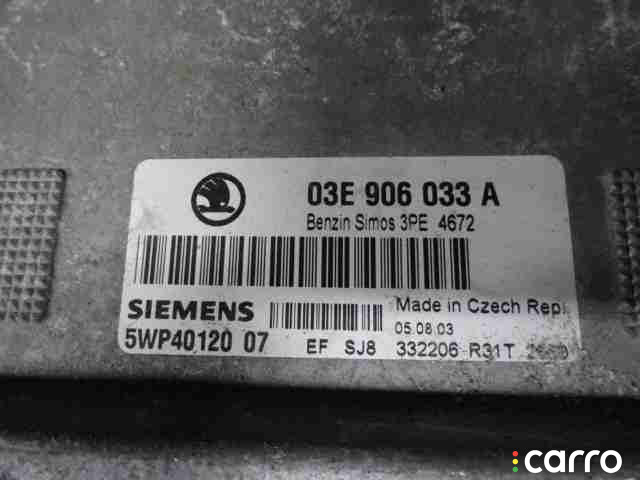 03E 906 033 A
Benzin Simos 3PE 4672
SIEMENS
Made in Czech Repl
5WP40120 07
05.08.03
EF SJ8 332206 R31T
carro